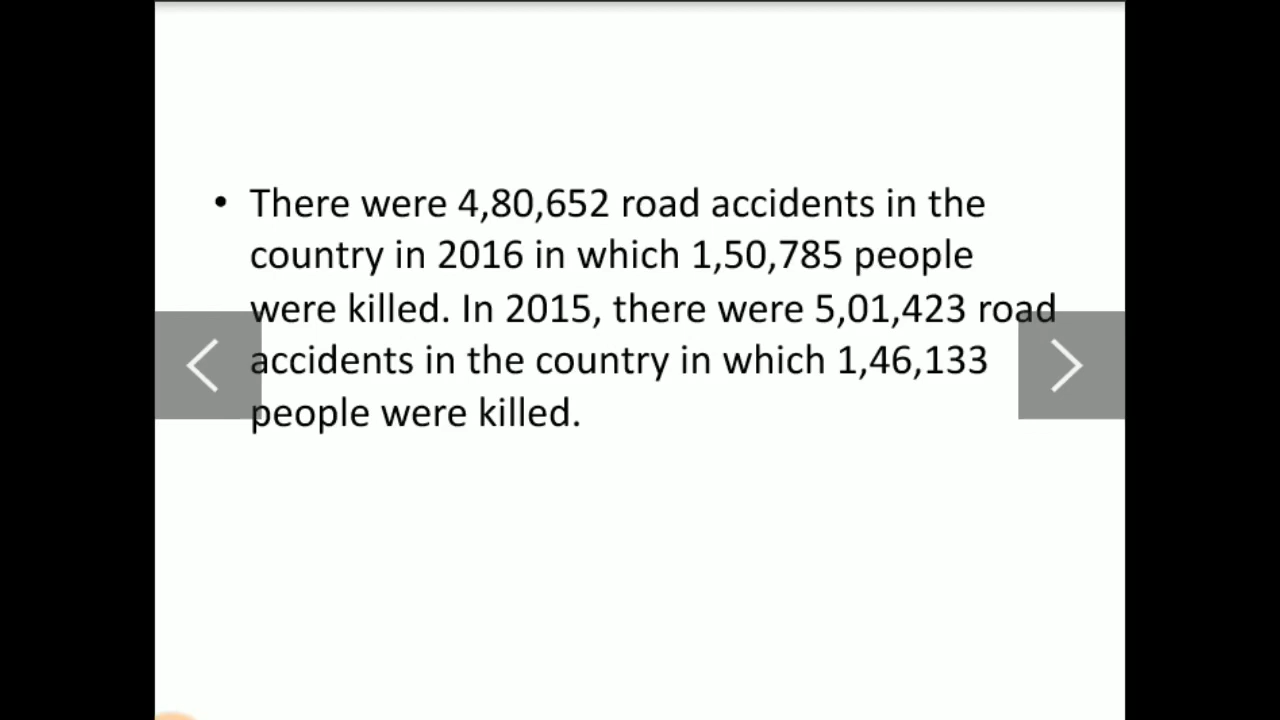 • There were 4,80,652 road accidents in the
country in 2016 in which 1,50,785 people
were killed. In 2015, there were 5,01,423 road
accidents in the country in which 1,46,133
people were killed.